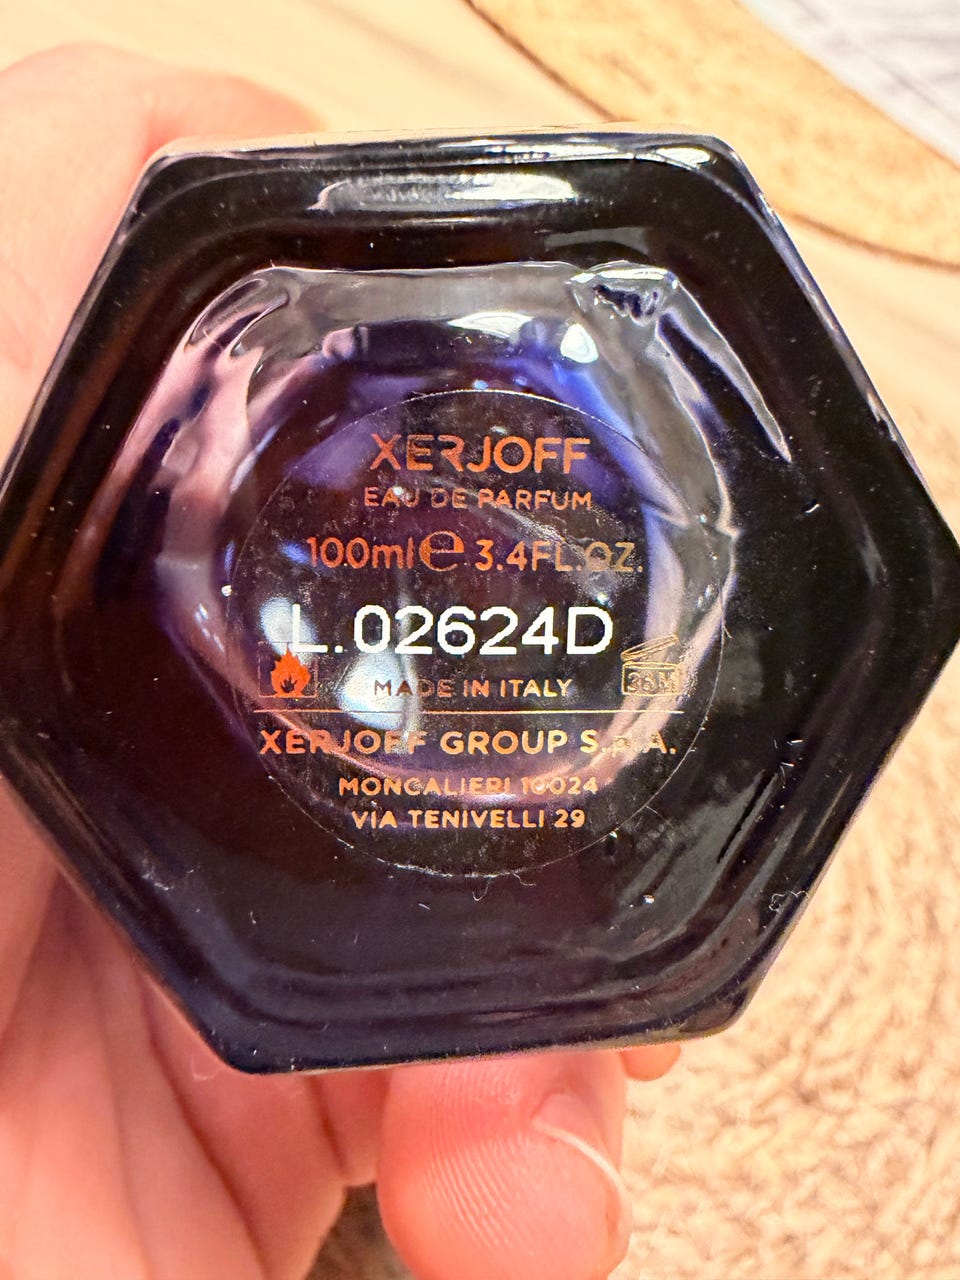 XERJOFF
EAU DE PARFUM
100ml℮ 3.4FL.OZ.
L.02624D
36M
MADE IN ITALY
XERJOFF GROUP S.p.A.
MONCALIERI 10024
VIA TENIVELLI 29